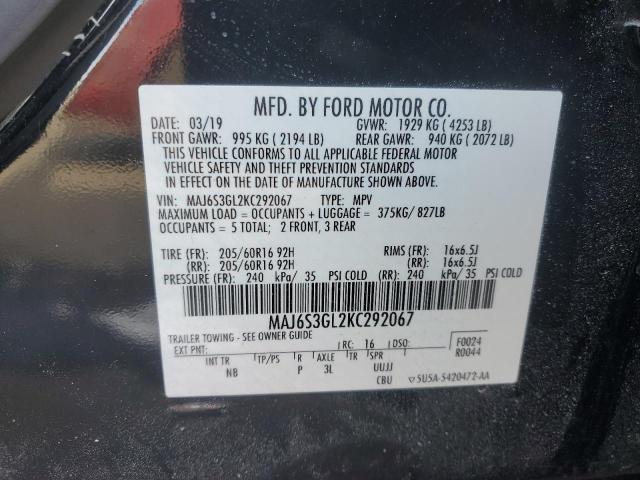 MFD. BY FORD MOTOR CO.
DATE: 03/19 GVWR: 1929 KG ( 4253 LB)
FRONT GAWR: 995 KG ( 2194 LB) REAR GAWR: 940 KG ( 2072 LB)
THIS VEHICLE CONFORMS TO ALL APPLICABLE FEDERAL MOTOR
VEHICLE SAFETY AND THEFT PREVENTION STANDARDS
IN EFFECT ON THE DATE OF MANUFACTURE SHOWN ABOVE.
VIN: MAJ6S3GL2KC292067 TYPE: MPV
MAXIMUM LOAD = OCCUPANTS + LUGGAGE = 375KG/ 827LB
OCCUPANTS = 5 TOTAL; 2 FRONT, 3 REAR
TIRE (FR): 205/60R16 92H RIMS (FR): 16x6.5J
(RR): 205/60R16 92H (RR): 16x6.5J
PRESSURE (FR): 240 kPa/ 35 PSI COLD (RR): 240 kPa/ 35 PSI COLD
MAJ6S3GL2KC292067
TRAILER TOWING - SEE OWNER GUIDE
EXT PNT: RC: 16 DSO: F0024
R0044
INT TR TP/PS R AXLE TR SPR
NB P 3L UUJJ
CBU 5U5A-5420472-AA